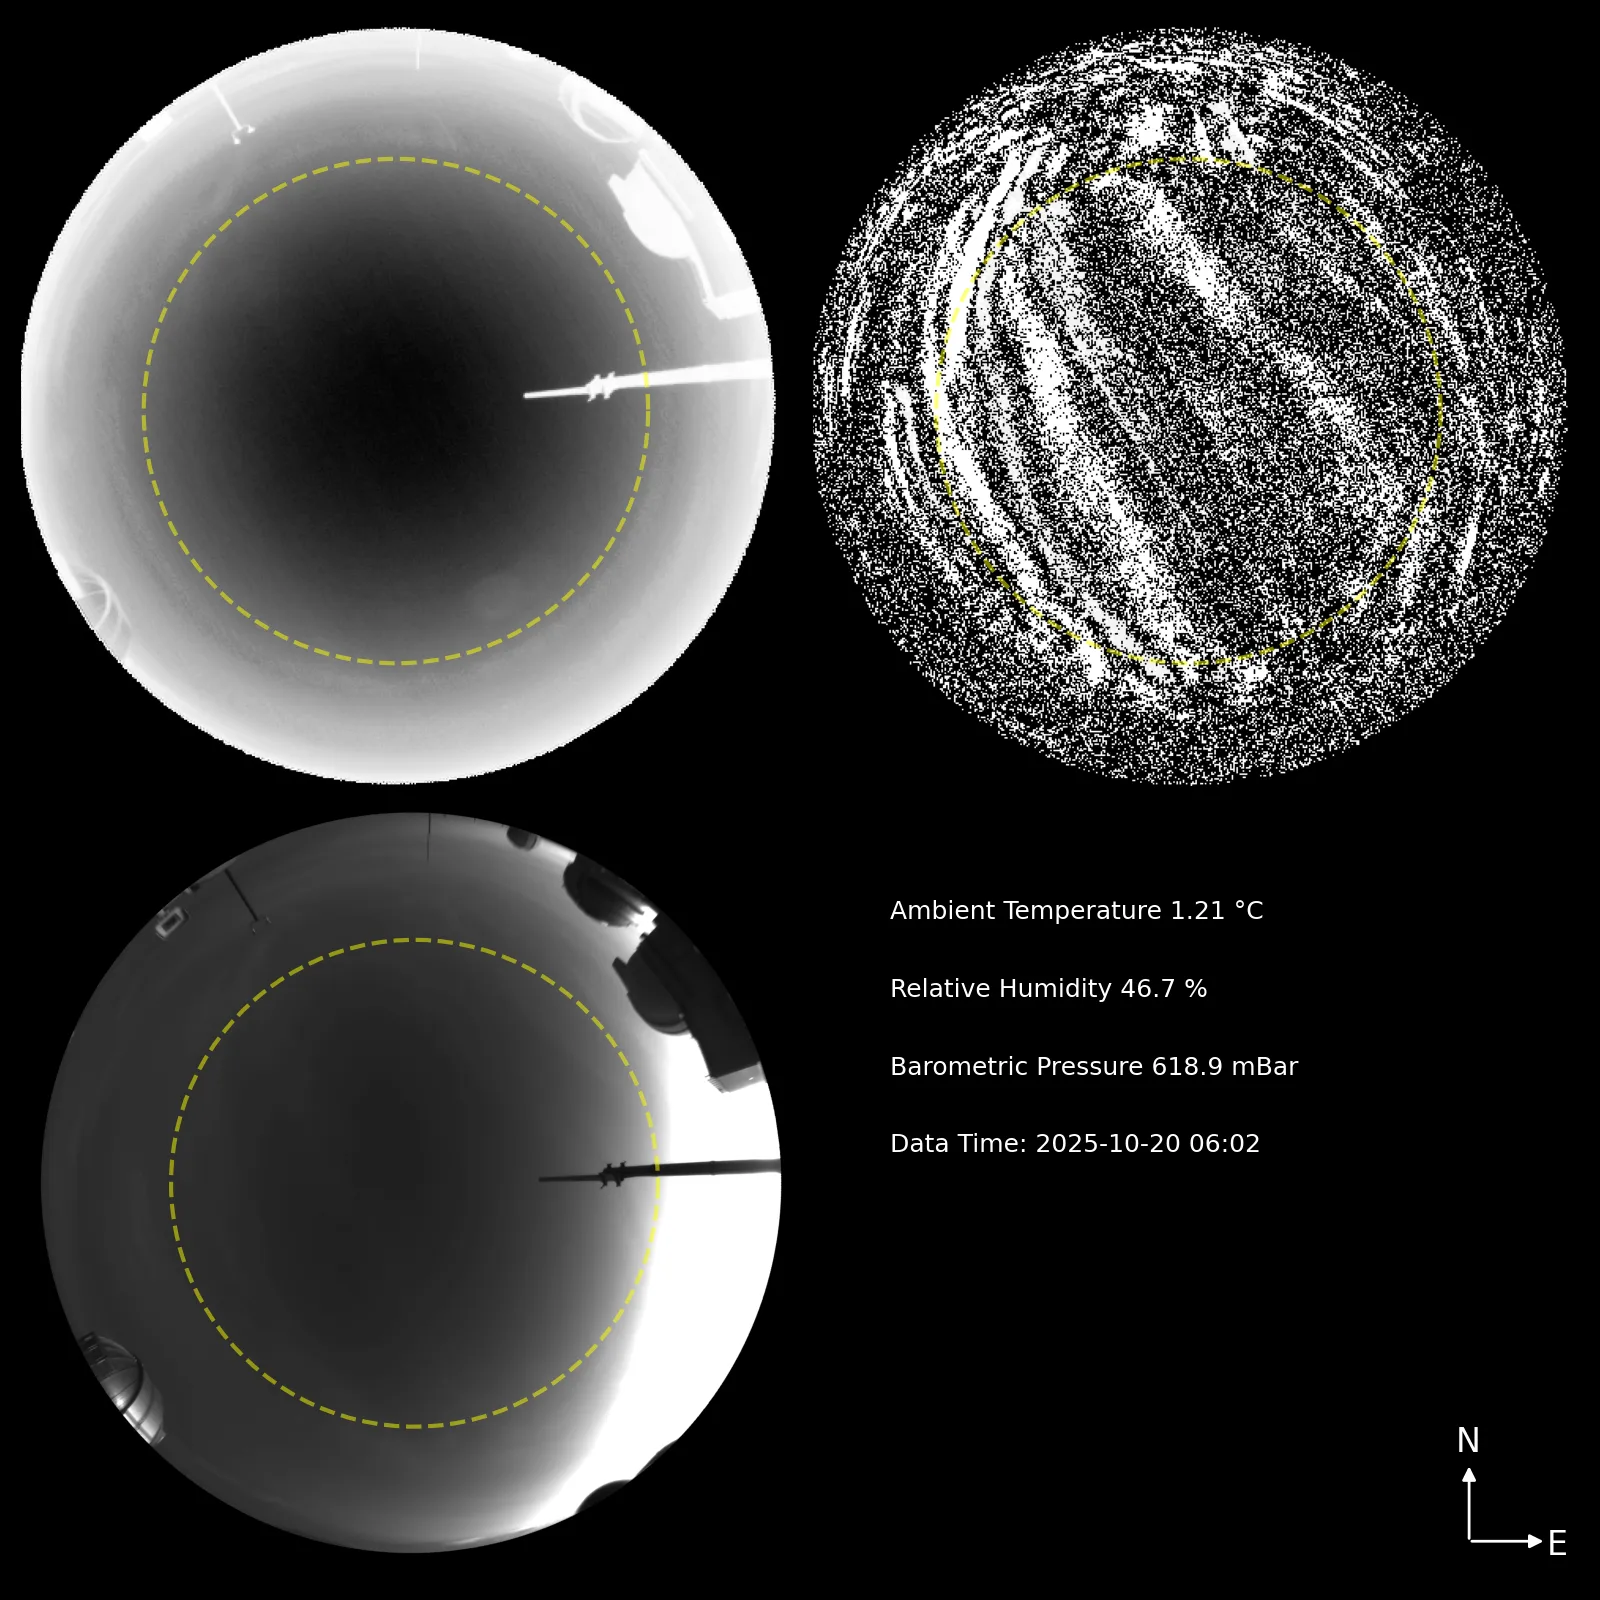 Ambient Temperature 1.21 °C
Relative Humidity 46.7 %
Barometric Pressure 618.9 mBar
Data Time: 2025-10-20 06:02
N
E